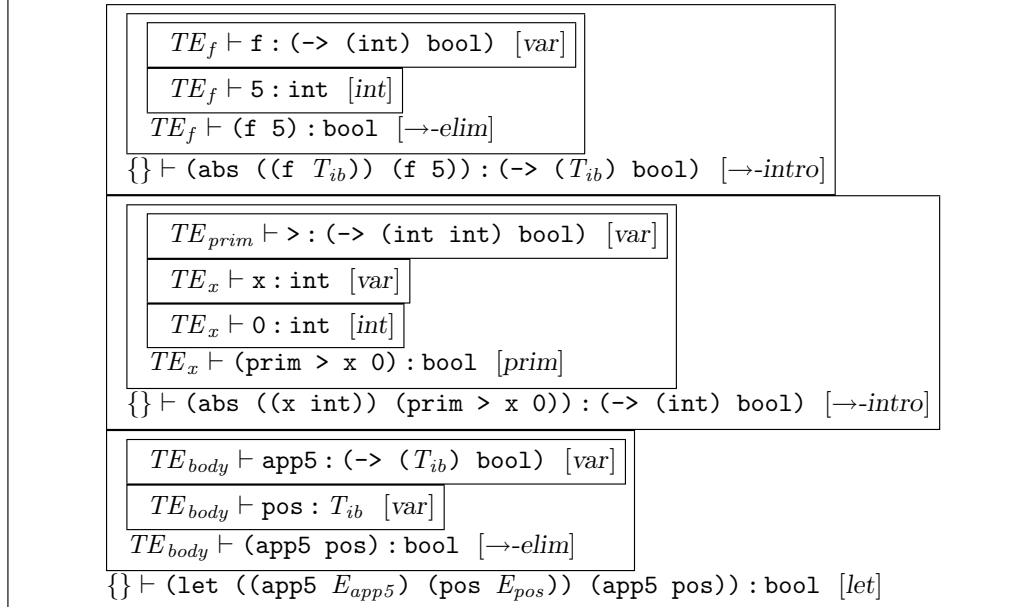 TE_f ⊢ f : (-> (int) bool) [var]
TE_f ⊢ 5 : int [int]
TE_f ⊢ (f 5) : bool [→-elim]
{} ⊢ (abs ((f T_ib)) (f 5)) : (-> (T_ib) bool) [→-intro]
TE_prim ⊢ > : (-> (int int) bool) [var]
TE_x ⊢ x : int [var]
TE_x ⊢ 0 : int [int]
TE_x ⊢ (prim > x 0) : bool [prim]
{} ⊢ (abs ((x int)) (prim > x 0)) : (-> (int) bool) [→-intro]
TE_body ⊢ app5 : (-> (T_ib) bool) [var]
TE_body ⊢ pos : T_ib [var]
TE_body ⊢ (app5 pos) : bool [→-elim]
{} ⊢ (let ((app5 E_app5) (pos E_pos)) (app5 pos)) : bool [let]